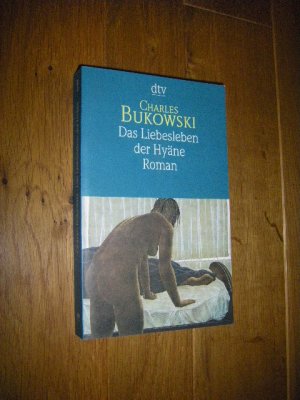 dtv
CHARLES
BUKOWSKI
Das Liebesleben
der Hyäne
Roman